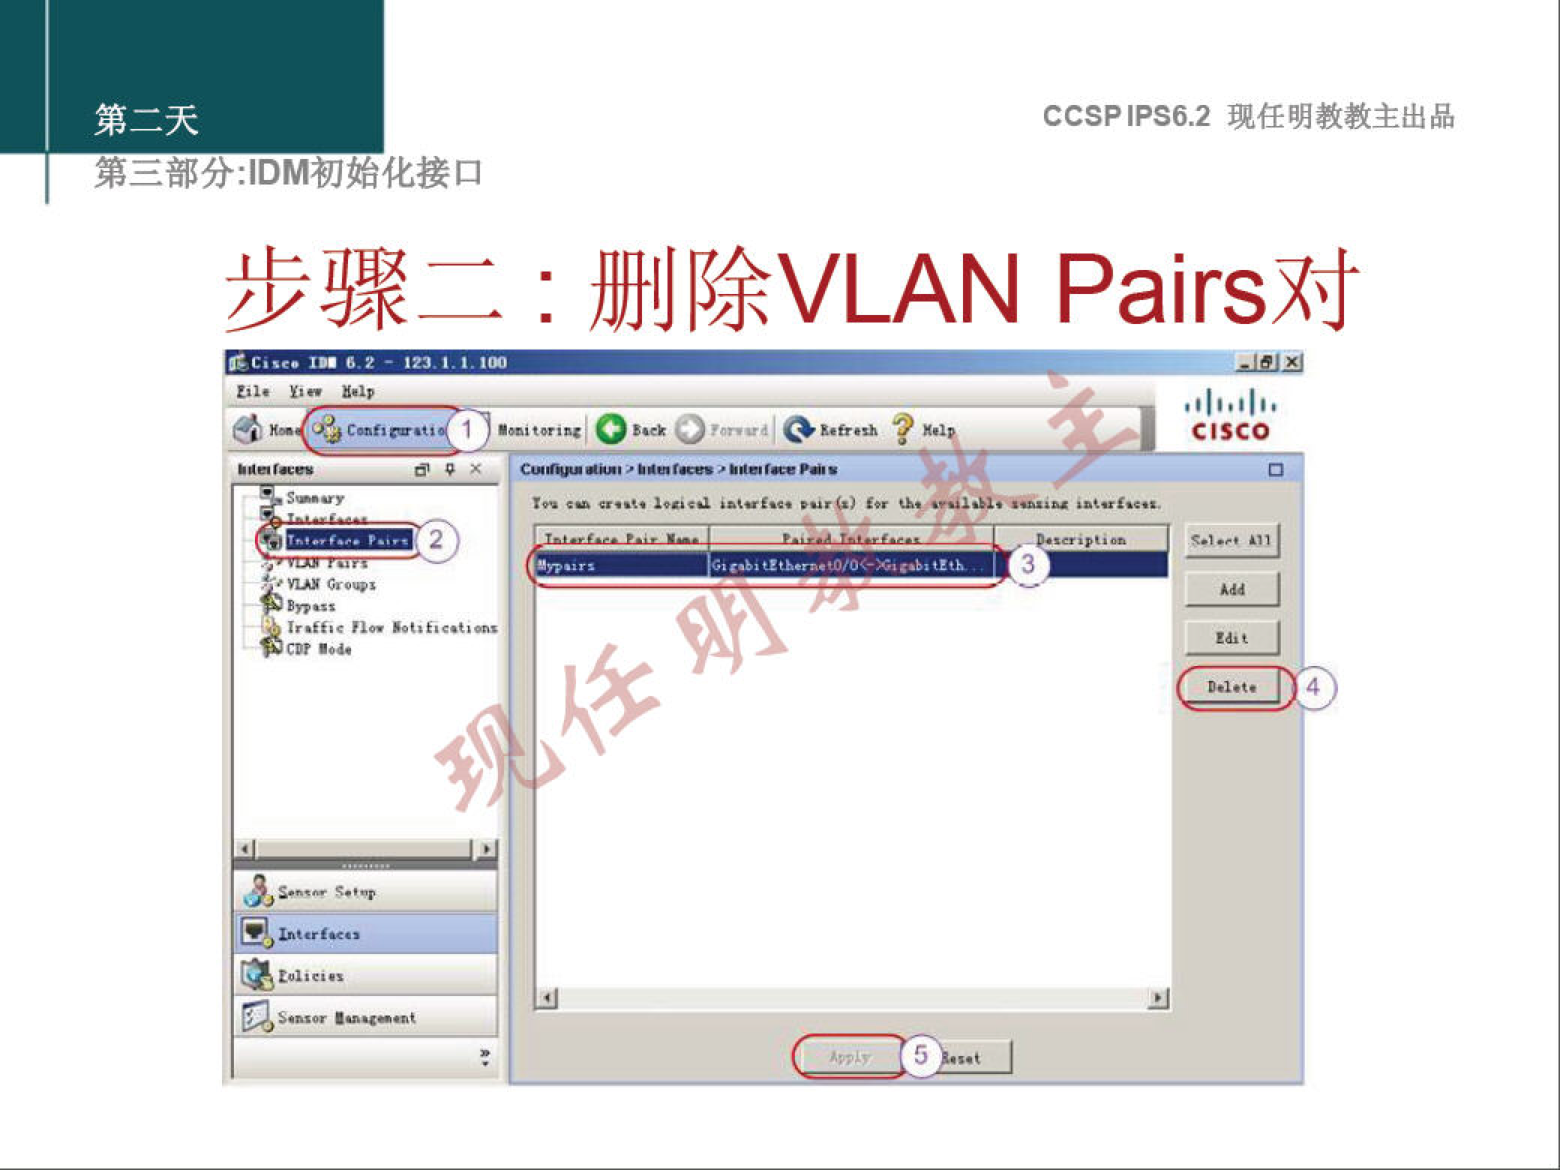 第二天
CCSP IPS6.2 现任明教教主出品
第三部分:IDM初始化接口
步骤二：删除VLAN Pairs对
Cisco IDM 6.2 - 123.1.1.100
File View Help
Home Configuratio 1 Monitoring Back Forward Refresh Help
CISCO
Interfaces
Configuration > Interfaces > Interface Pairs
Summary
Interfaces
Interface Pairs 2
VLAN Pairs
VLAN Groups
Bypass
Traffic Flow Notifications
CDP Mode
You can create logical interface pair(s) for the available sensing interfaces.
Interface Pair Name Paired Interfaces Description
Mypairs GigabitEthernet0/0<->GigabitEth... 3
Select All
Add
Edit
Delete 4
现任明教教主
Sensor Setup
Interfaces
Policies
Sensor Management
Apply 5 Reset